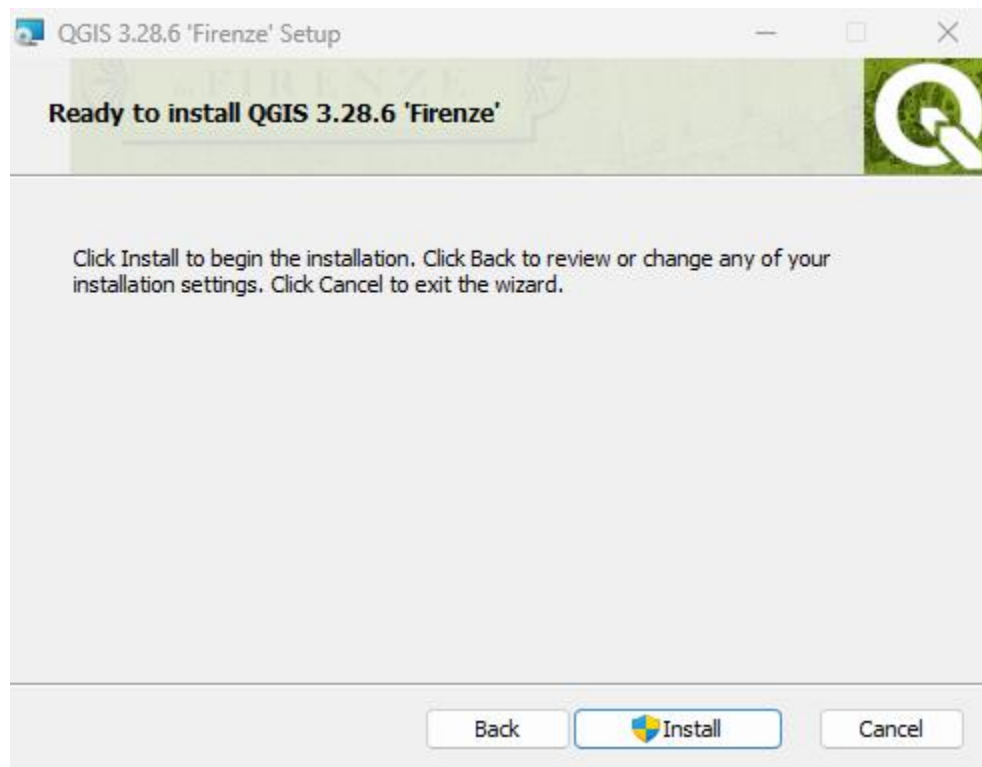 QGIS 3.28.6 'Firenze' Setup
FIRENZE
Ready to install QGIS 3.28.6 'Firenze'
Click Install to begin the installation. Click Back to review or change any of your
installation settings. Click Cancel to exit the wizard.
Back
Install
Cancel